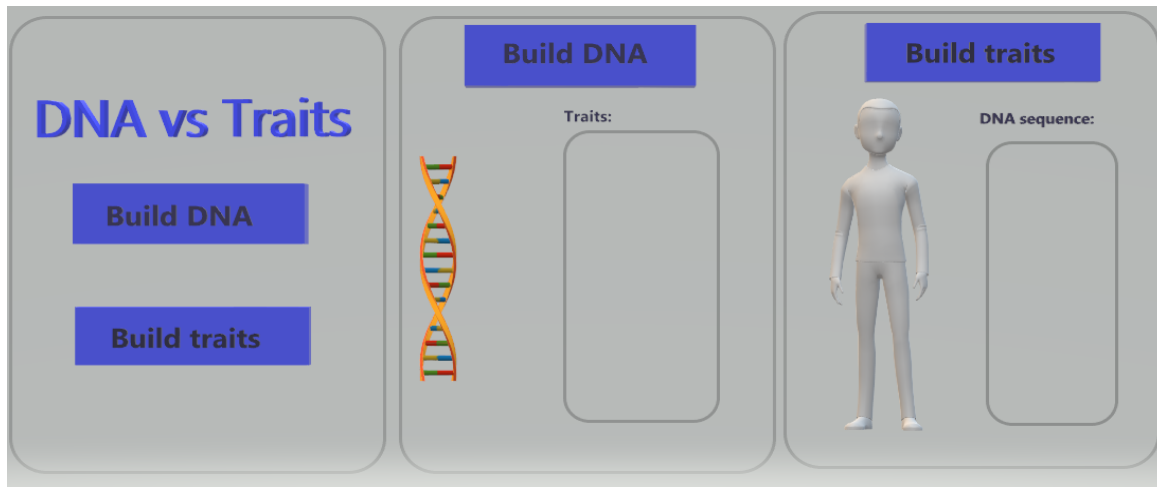 DNA vs Traits
Build DNA
Build traits
Build DNA
Traits:
Build traits
DNA sequence: